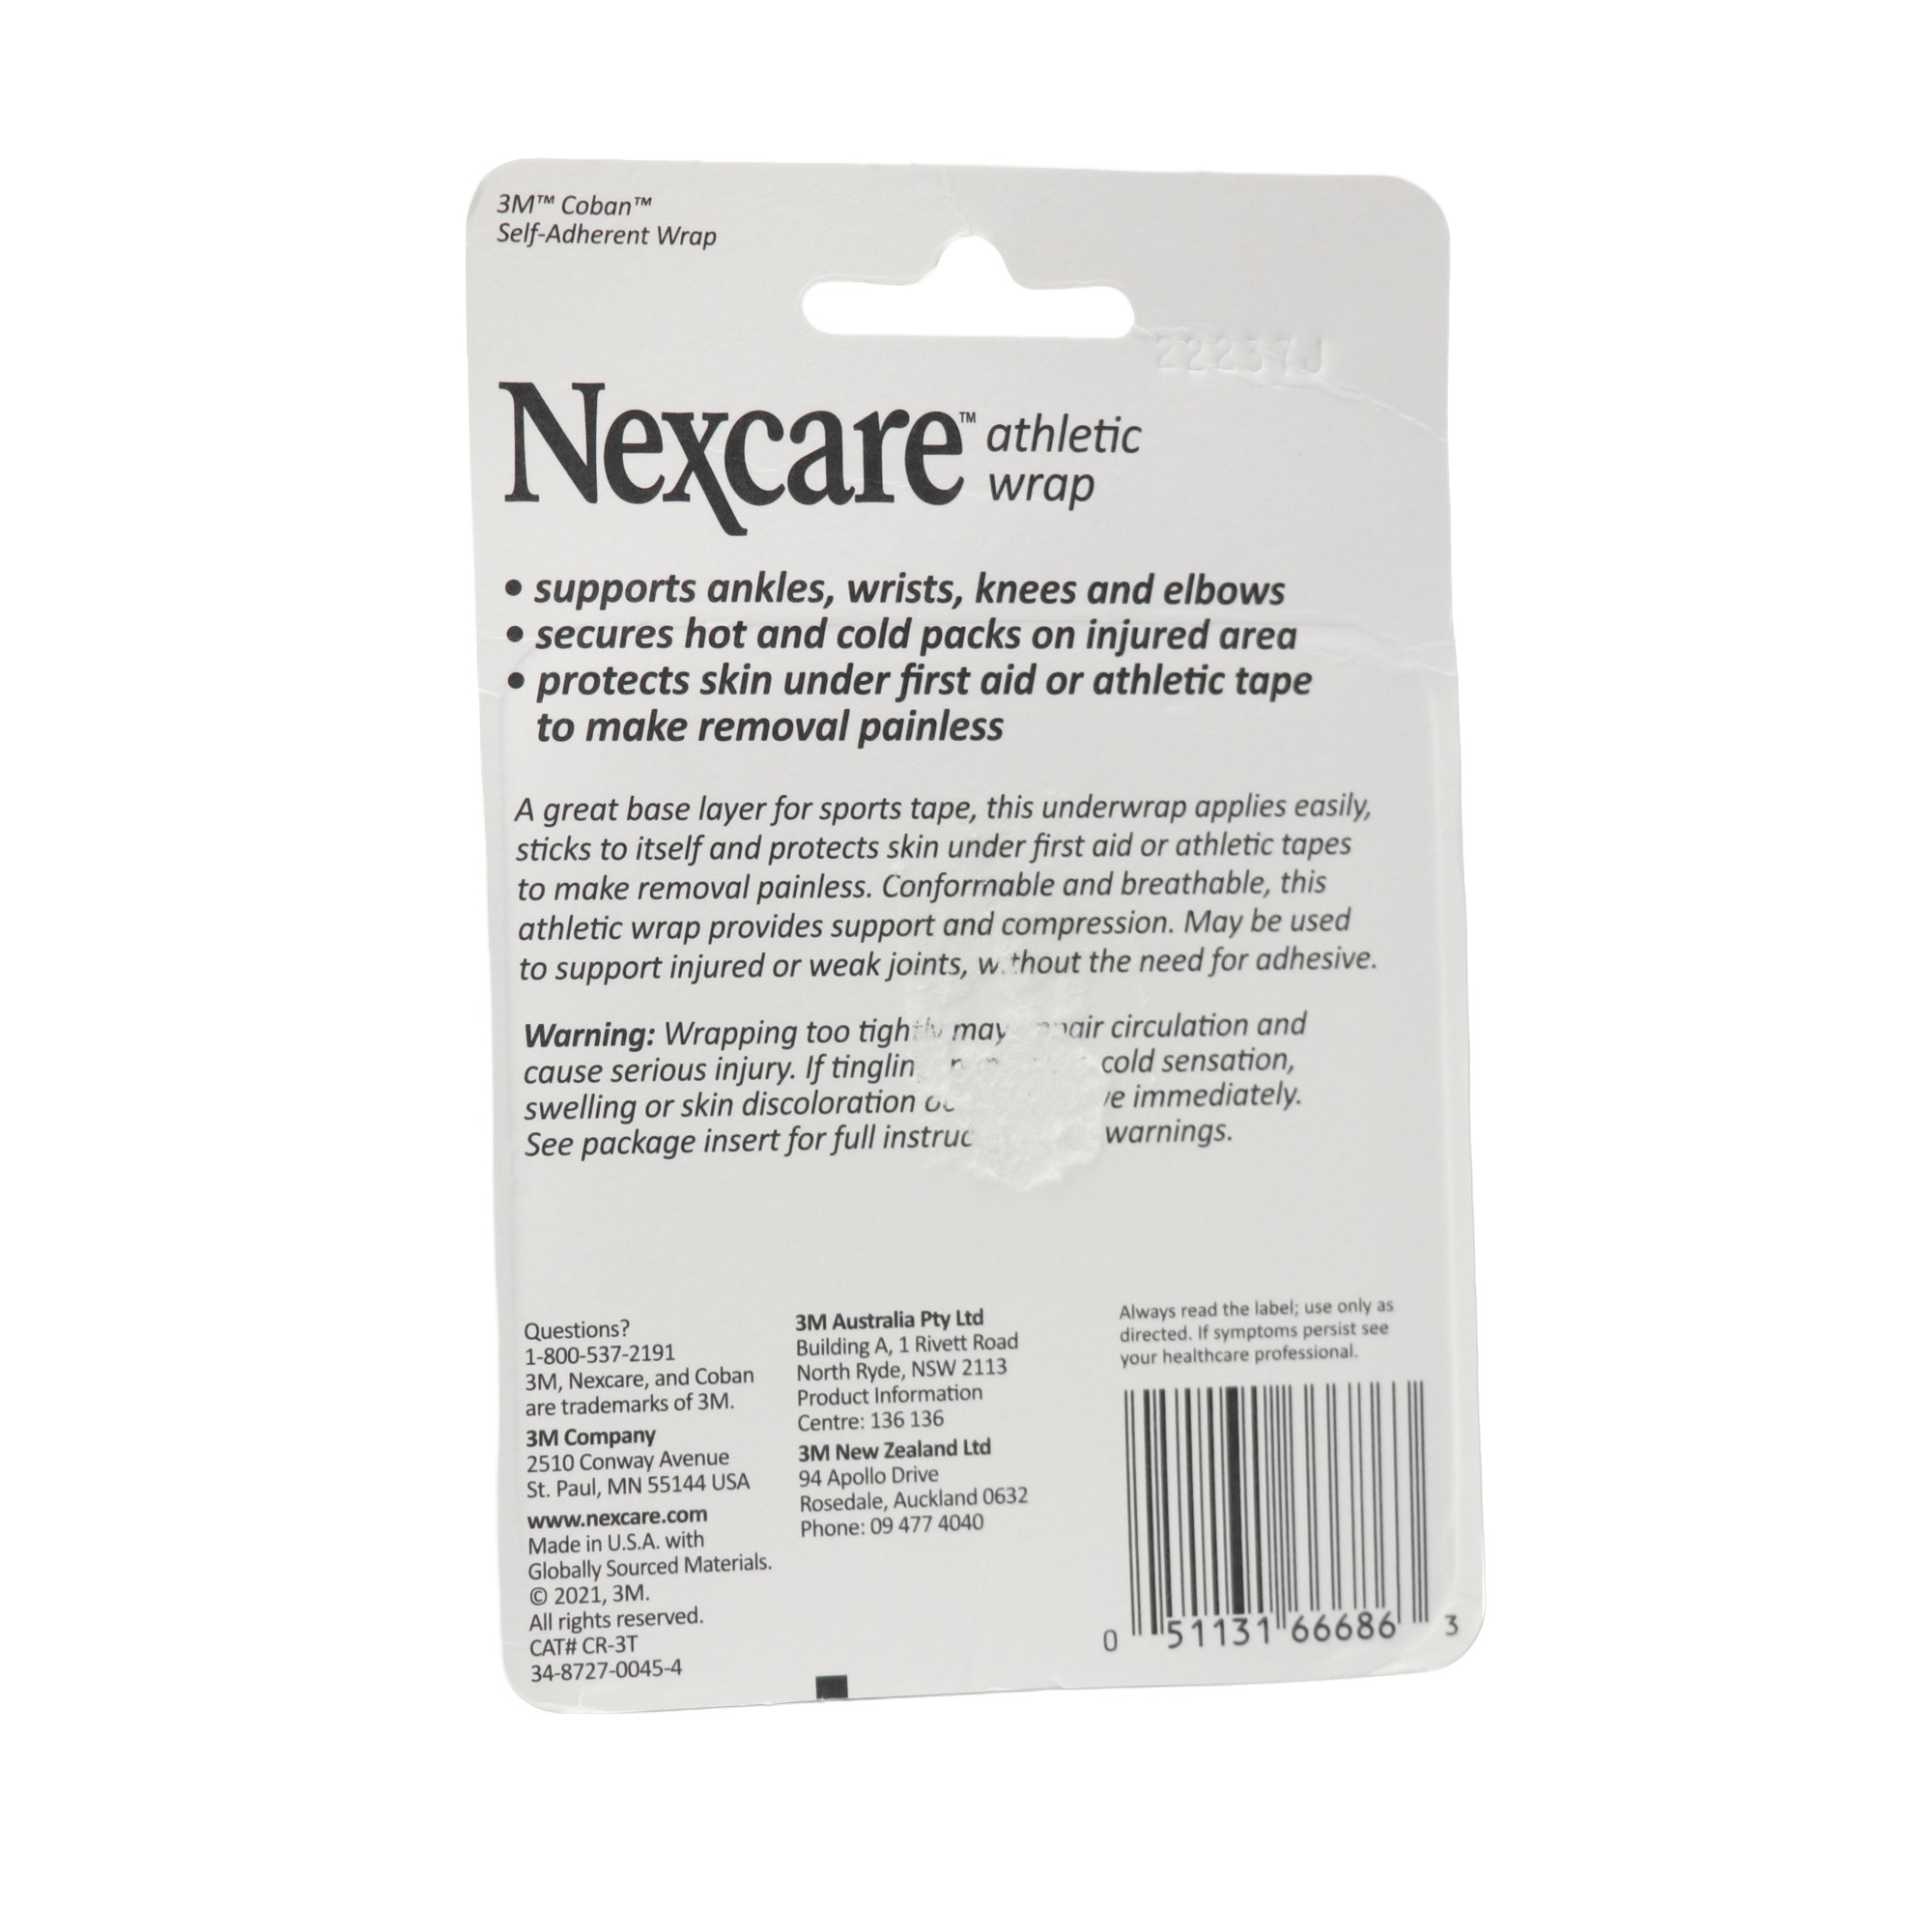 3M™ Coban™
Self-Adherent Wrap
22237J
Nexcare™ athletic
wrap
• supports ankles, wrists, knees and elbows
• secures hot and cold packs on injured area
• protects skin under first aid or athletic tape
to make removal painless
A great base layer for sports tape, this underwrap applies easily,
sticks to itself and protects skin under first aid or athletic tapes
to make removal painless. Conformable and breathable, this
athletic wrap provides support and compression. May be used
to support injured or weak joints, without the need for adhesive.
Warning: Wrapping too tightly may circulation and
cause serious injury. If cold sensation,
swelling or skin discoloration immediately.
See package insert for full warnings.
Questions?
1-800-537-2191
3M, Nexcare, and Coban
are trademarks of 3M.
3M Company
2510 Conway Avenue
St. Paul, MN 55144 USA
www.nexcare.com
Made in U.S.A. with
Globally Sourced Materials.
© 2021, 3M.
All rights reserved.
CAT# CR-3T
34-8727-0045-4
3M Australia Pty Ltd
Building A, 1 Rivett Road
North Ryde, NSW 2113
Product Information
Centre: 136 136
3M New Zealand Ltd
94 Apollo Drive
Rosedale, Auckland 0632
Phone: 09 477 4040
Always read the label; use only as
directed. If symptoms persist see
your healthcare professional.
0 51131 66686 3